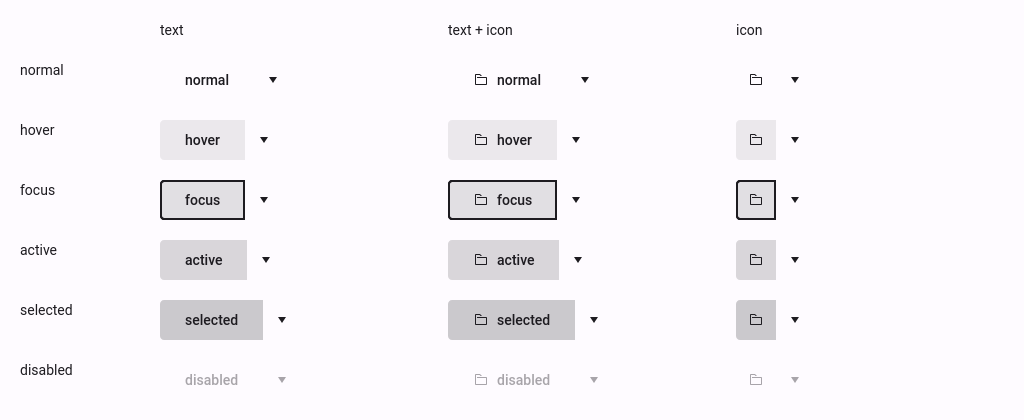 text text + icon icon
normal normal normal
hover hover hover
focus focus focus
active active active
selected selected selected
disabled disabled disabled